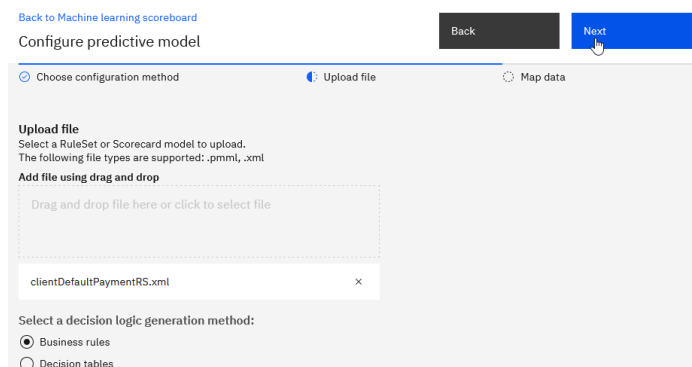 Back to Machine learning scoreboard
Configure predictive model
Back
Next
Choose configuration method
Upload file
Map data
Upload file
Select a RuleSet or Scorecard model to upload.
The following file types are supported: .pmml, .xml
Add file using drag and drop
Drag and drop file here or click to select file
clientDefaultPaymentRS.xml
Select a decision logic generation method:
Business rules
Decision tables